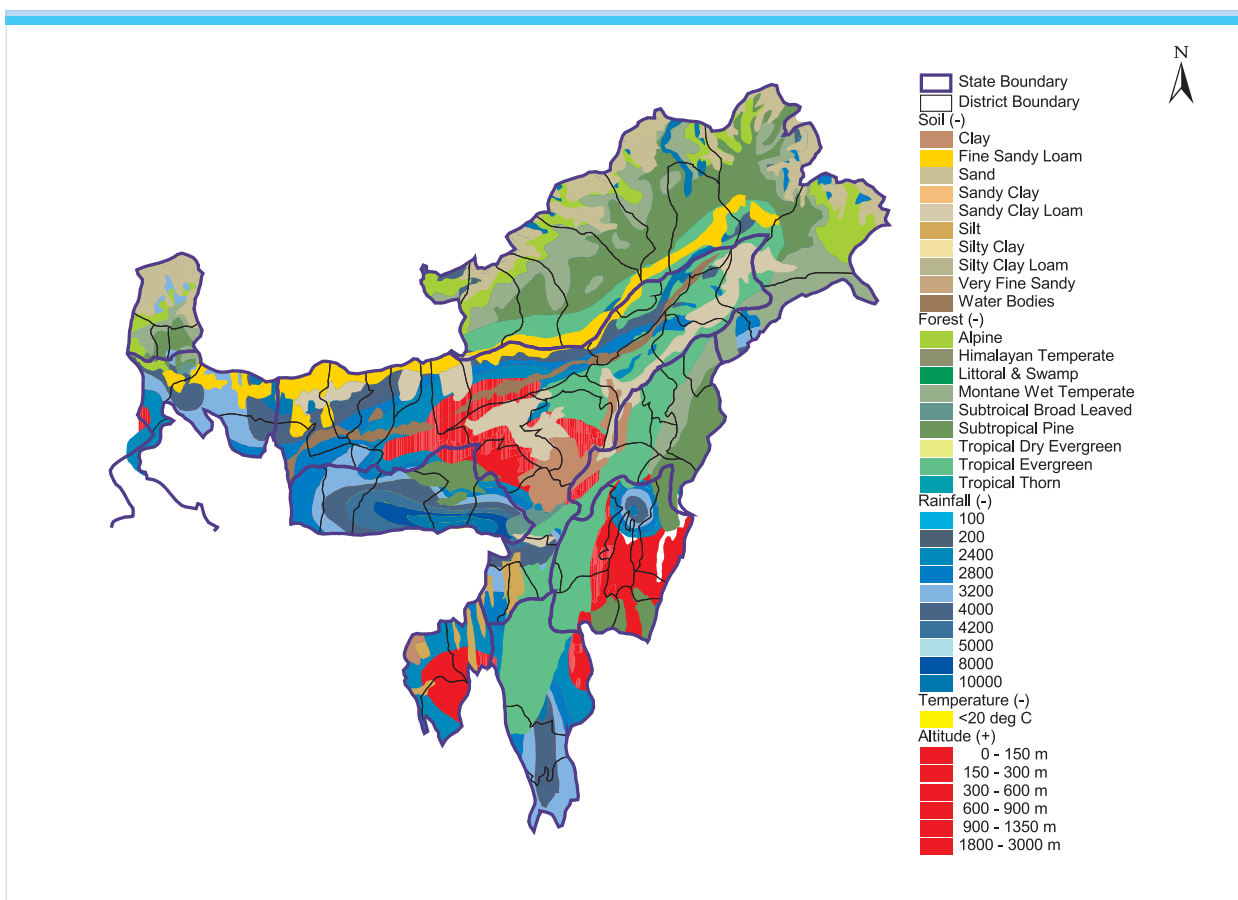 N
State Boundary
District Boundary
Soil (-)
Clay
Fine Sandy Loam
Sand
Sandy Clay
Sandy Clay Loam
Silt
Silty Clay
Silty Clay Loam
Very Fine Sandy
Water Bodies
Forest (-)
Alpine
Himalayan Temperate
Littoral & Swamp
Montane Wet Temperate
Subtroical Broad Leaved
Subtropical Pine
Tropical Dry Evergreen
Tropical Evergreen
Tropical Thorn
Rainfall (-)
100
200
2400
2800
3200
4000
4200
5000
8000
10000
Temperature (-)
<20 deg C
Altitude (+)
0 - 150 m
150 - 300 m
300 - 600 m
600 - 900 m
900 - 1350 m
1800 - 3000 m